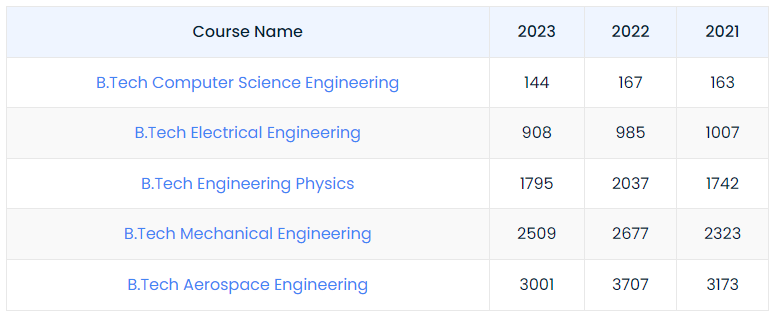 Course Name 2023 2022 2021
B.Tech Computer Science Engineering 144 167 163
B.Tech Electrical Engineering 908 985 1007
B.Tech Engineering Physics 1795 2037 1742
B.Tech Mechanical Engineering 2509 2677 2323
B.Tech Aerospace Engineering 3001 3707 3173